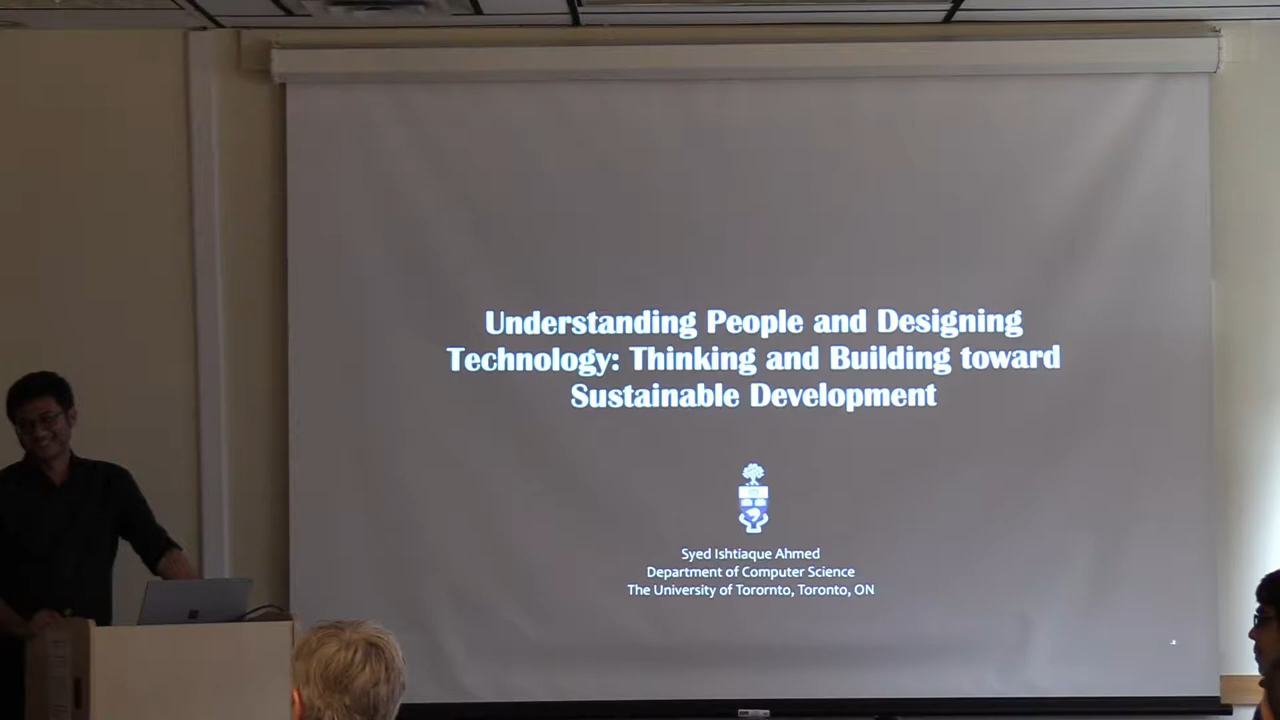 Understanding People and Designing
Technology: Thinking and Building toward
Sustainable Development
Syed Ishtiaque Ahmed
Department of Computer Science
The University of Torornto, Toronto, ON